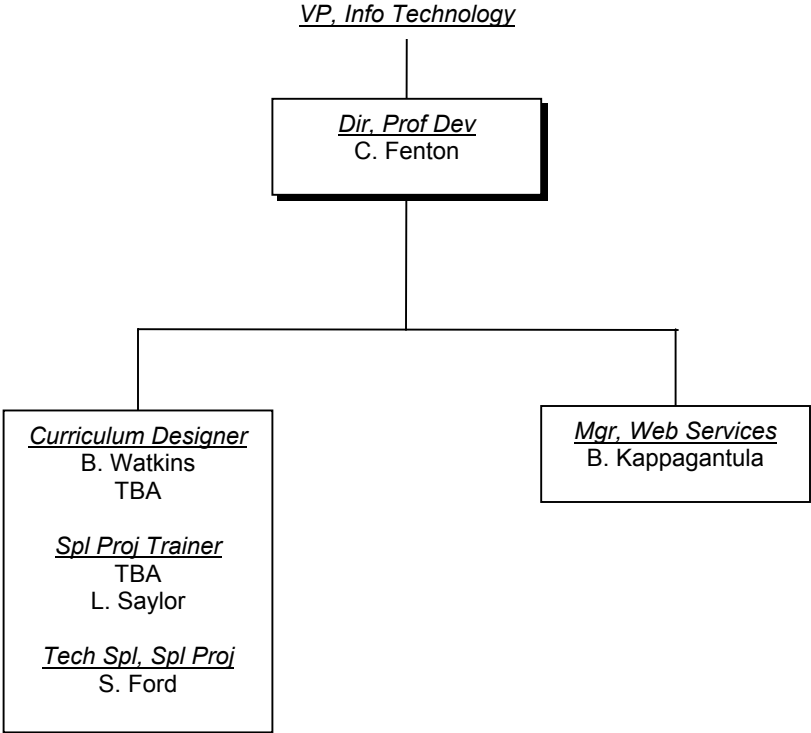 VP, Info Technology
Dir, Prof Dev
C. Fenton
Curriculum Designer
B. Watkins
TBA
Spl Proj Trainer
TBA
L. Saylor
Tech Spl, Spl Proj
S. Ford
Mgr, Web Services
B. Kappagantula